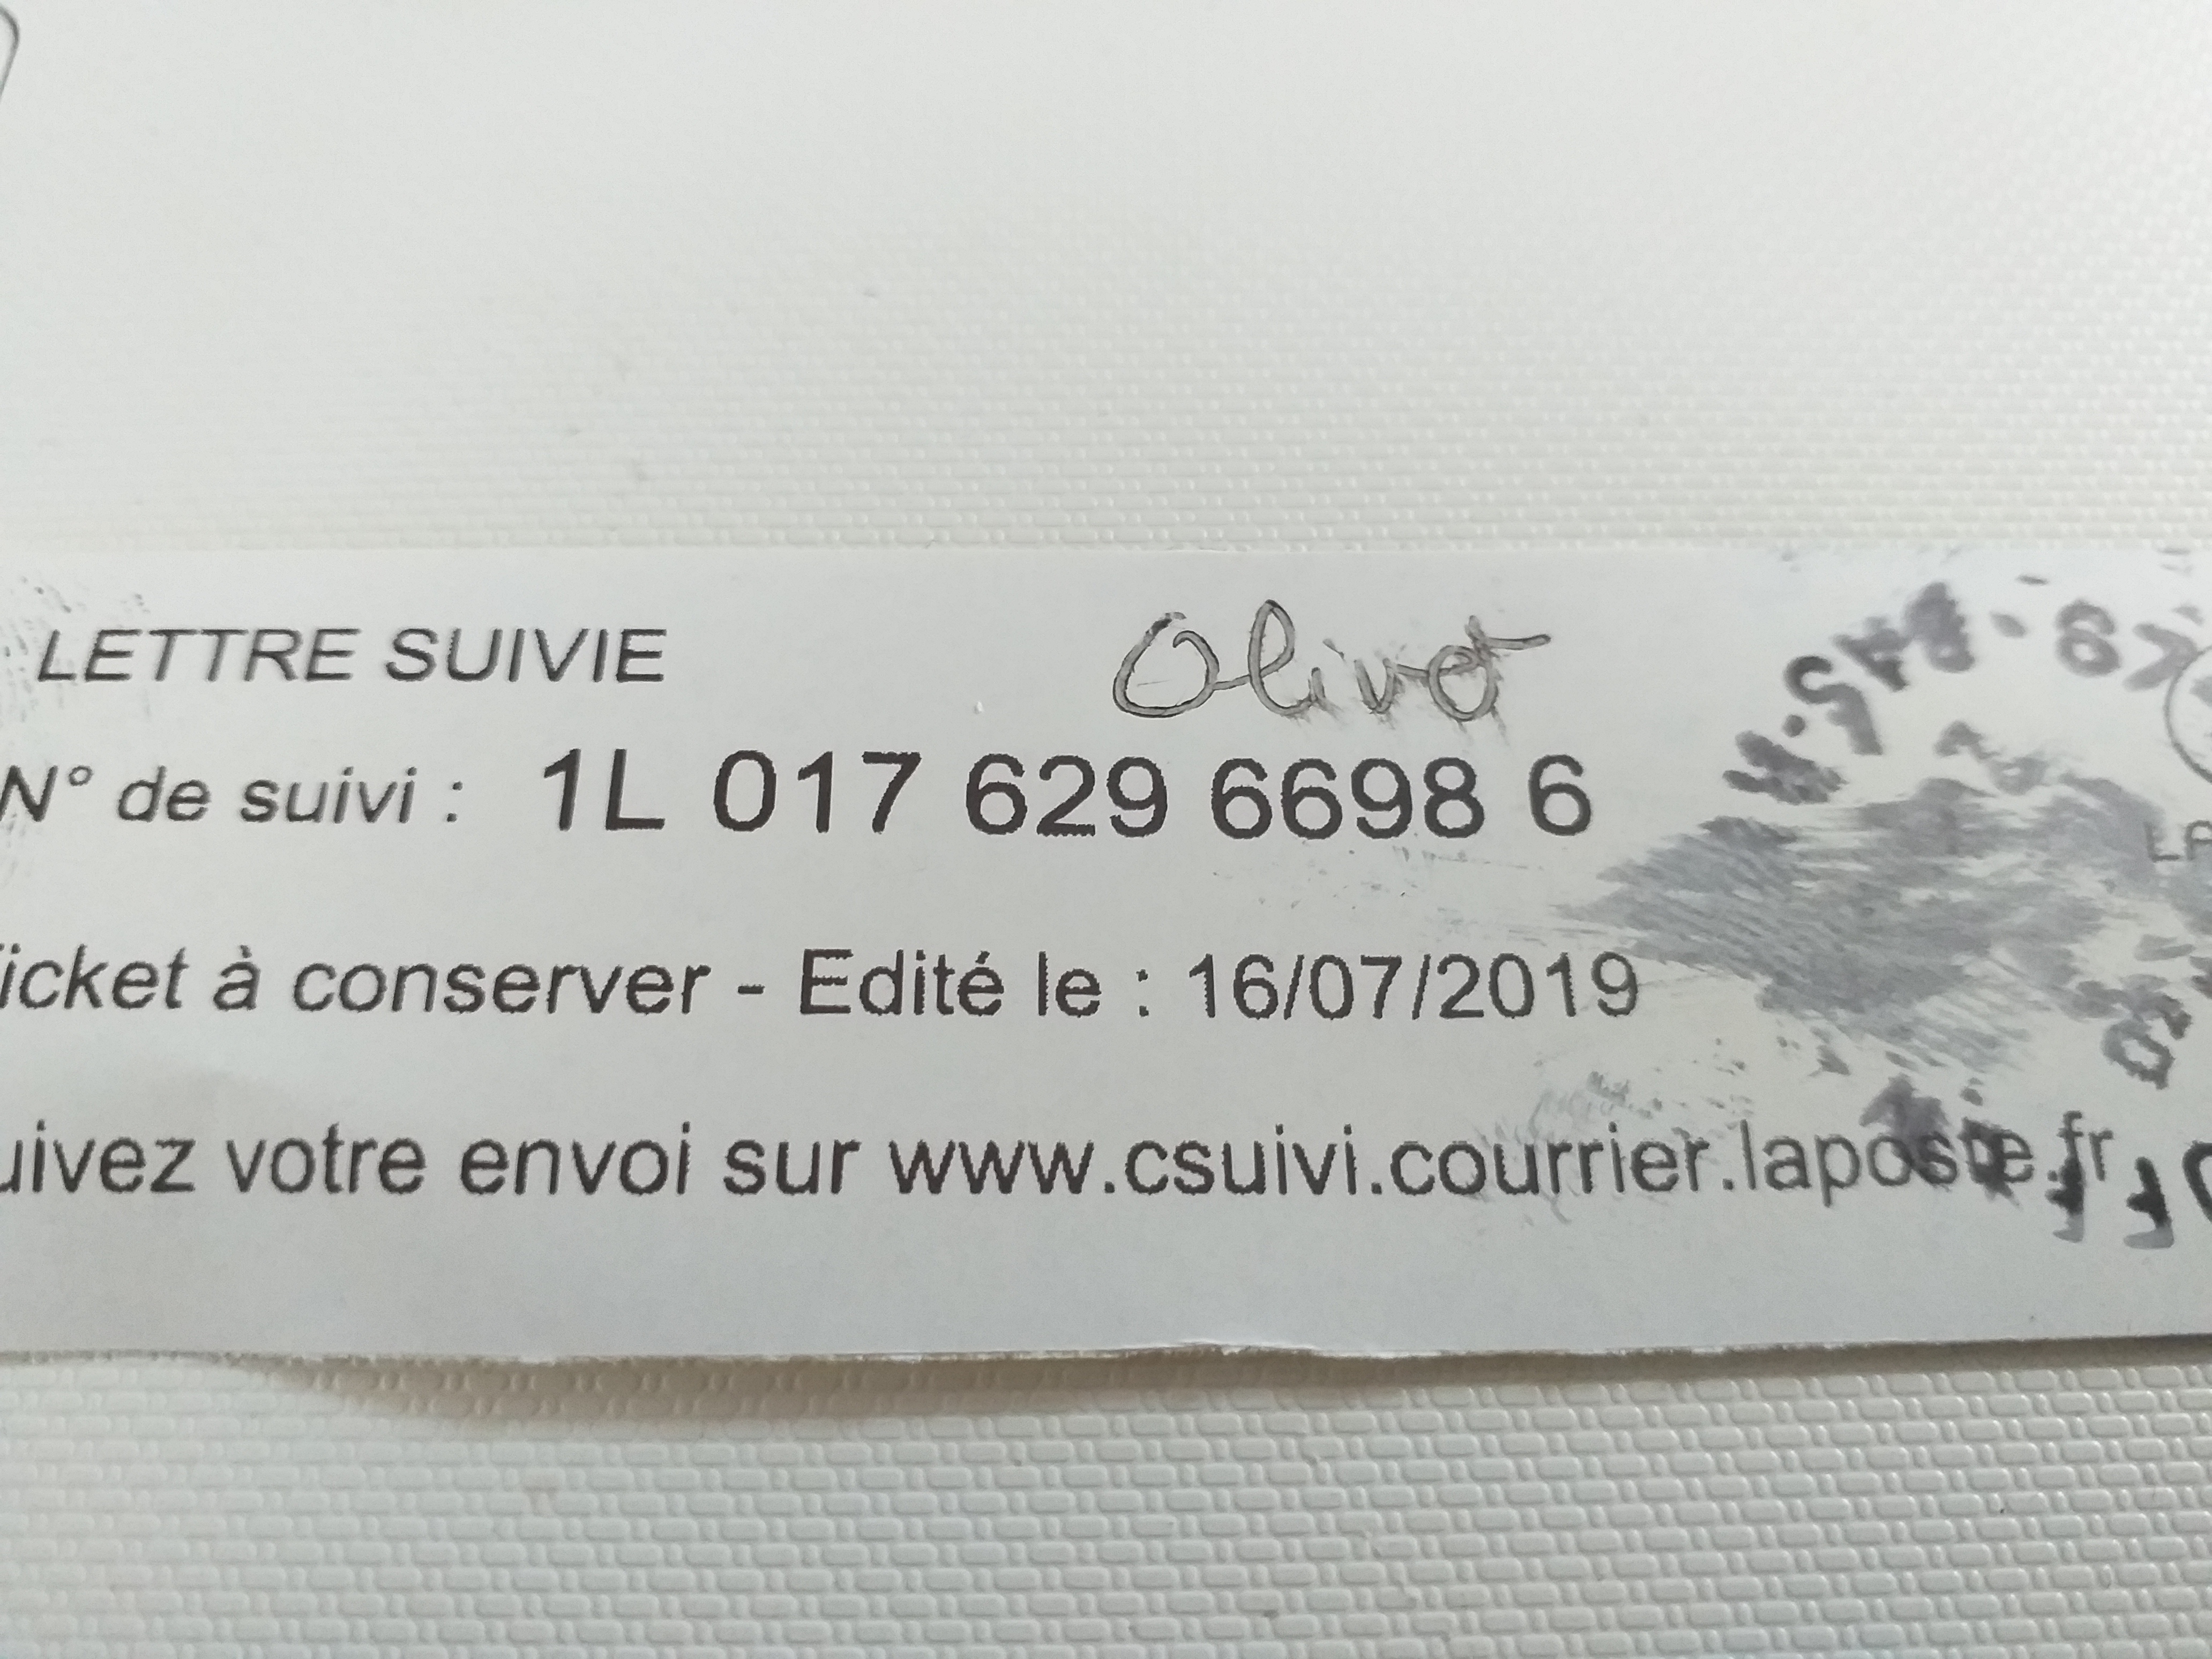 LETTRE SUIVIE Olivo
N° de suivi : 1L 017 629 6698 6
icket à conserver - Edité le : 16/07/2019
uivez votre envoi sur www.csuivi.courrier.laposte.fr